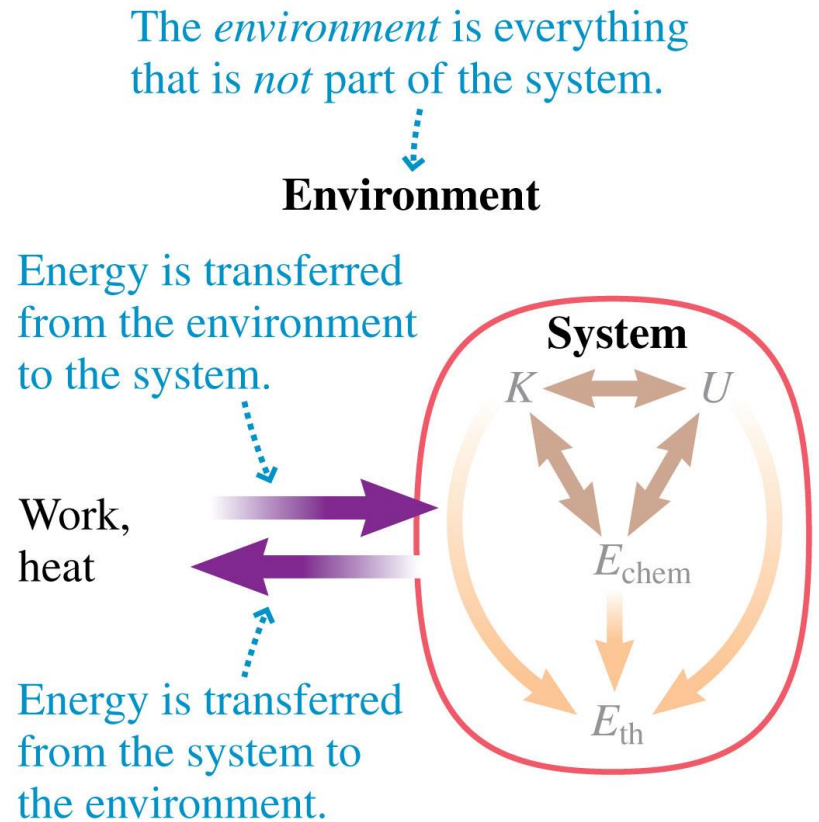 The environment is everything
that is not part of the system.
Environment
Energy is transferred
from the environment
to the system.
System
K
U
Work,
heat
Echem
Eth
Energy is transferred
from the system to
the environment.